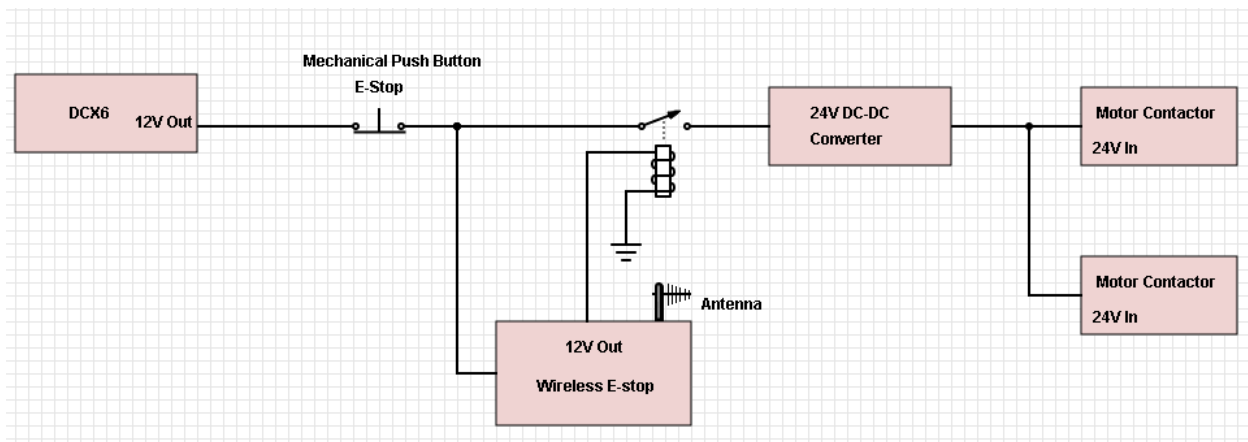 Mechanical Push Button
E-Stop
DCX6
12V Out
24V DC-DC
Converter
Motor Contactor
24V In
Motor Contactor
24V In
Antenna
12V Out
Wireless E-stop